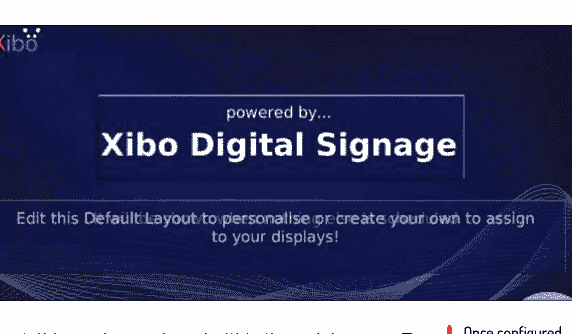 Xibo
powered by...
Xibo Digital Signage
Edit this Default Layout to personalise or create your own to assign
to your displays!
Once configured